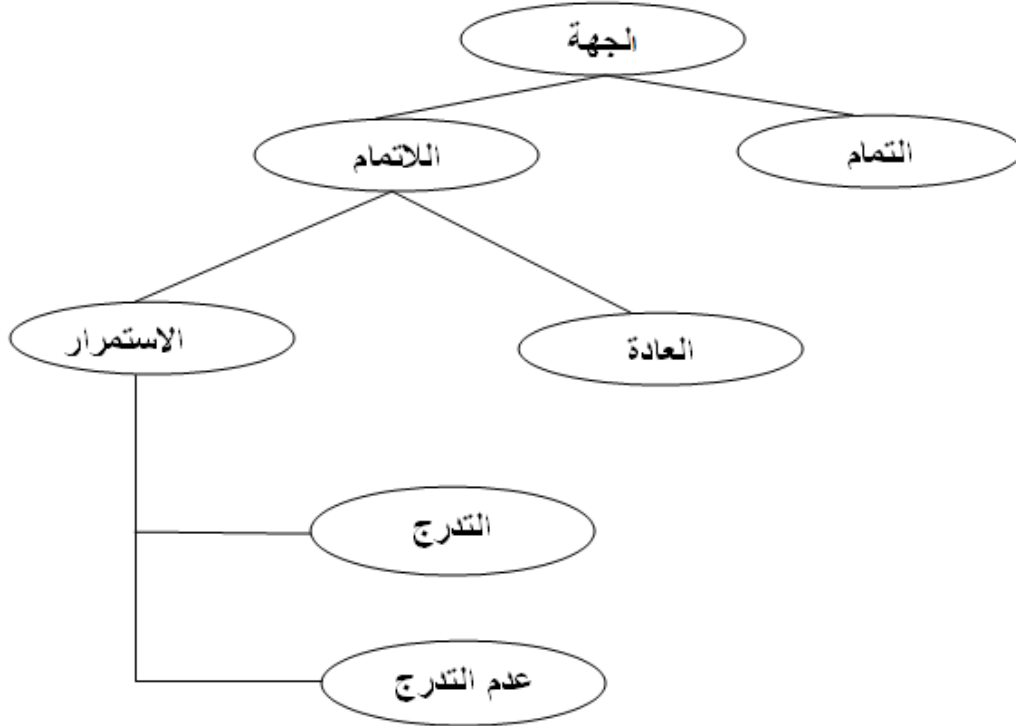 الجهة
التمام
اللاتمام
العادة
الاستمرار
التدرج
عدم التدرج